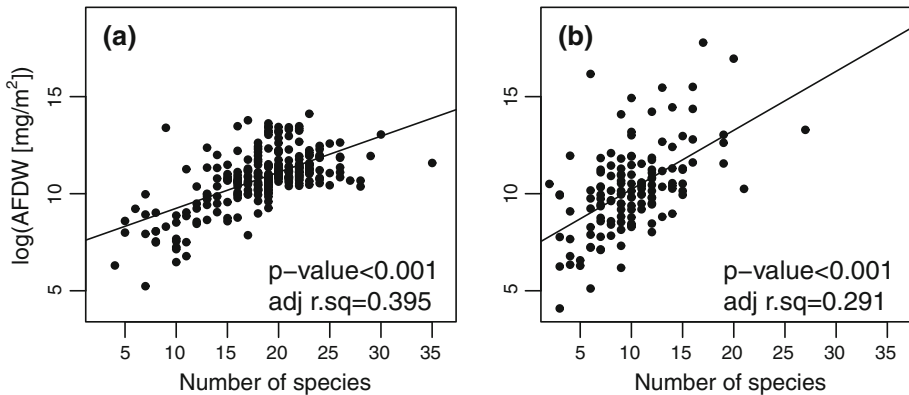 (a)
log(AFDW [mg/m²])
15
10
5
p−value<0.001
adj r.sq=0.395
5 10 15 20 25 30 35
Number of species
(b)
15
10
5
p−value<0.001
adj r.sq=0.291
5 10 15 20 25 30 35
Number of species